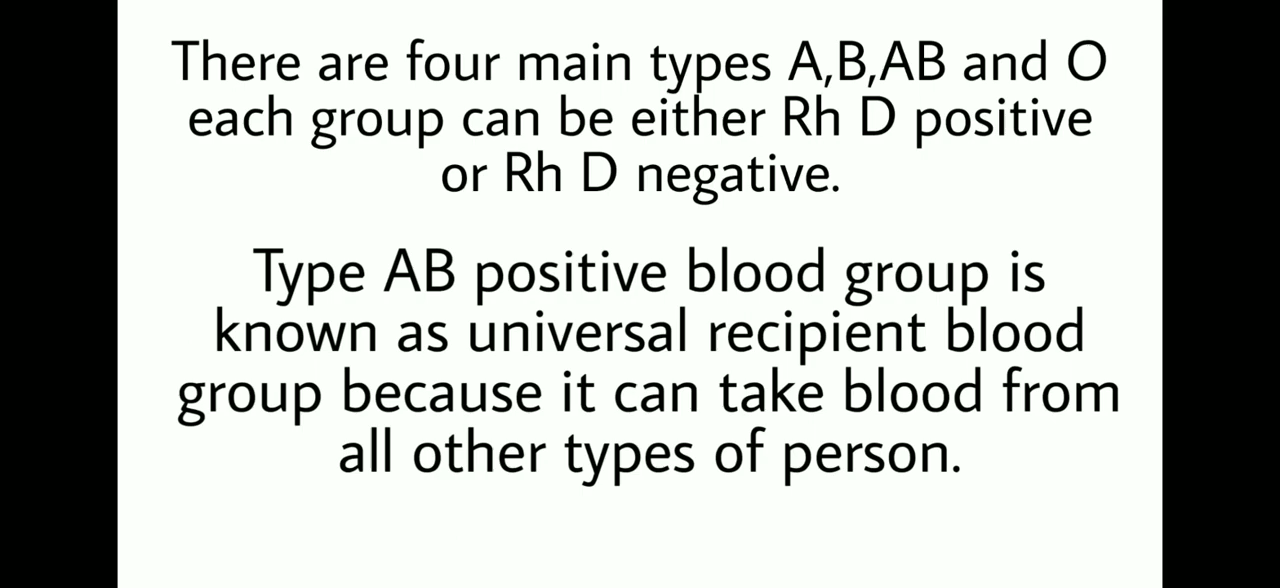 There are four main types A,B,AB and O
each group can be either Rh D positive
or Rh D negative.
Type AB positive blood group is
known as universal recipient blood
group because it can take blood from
all other types of person.